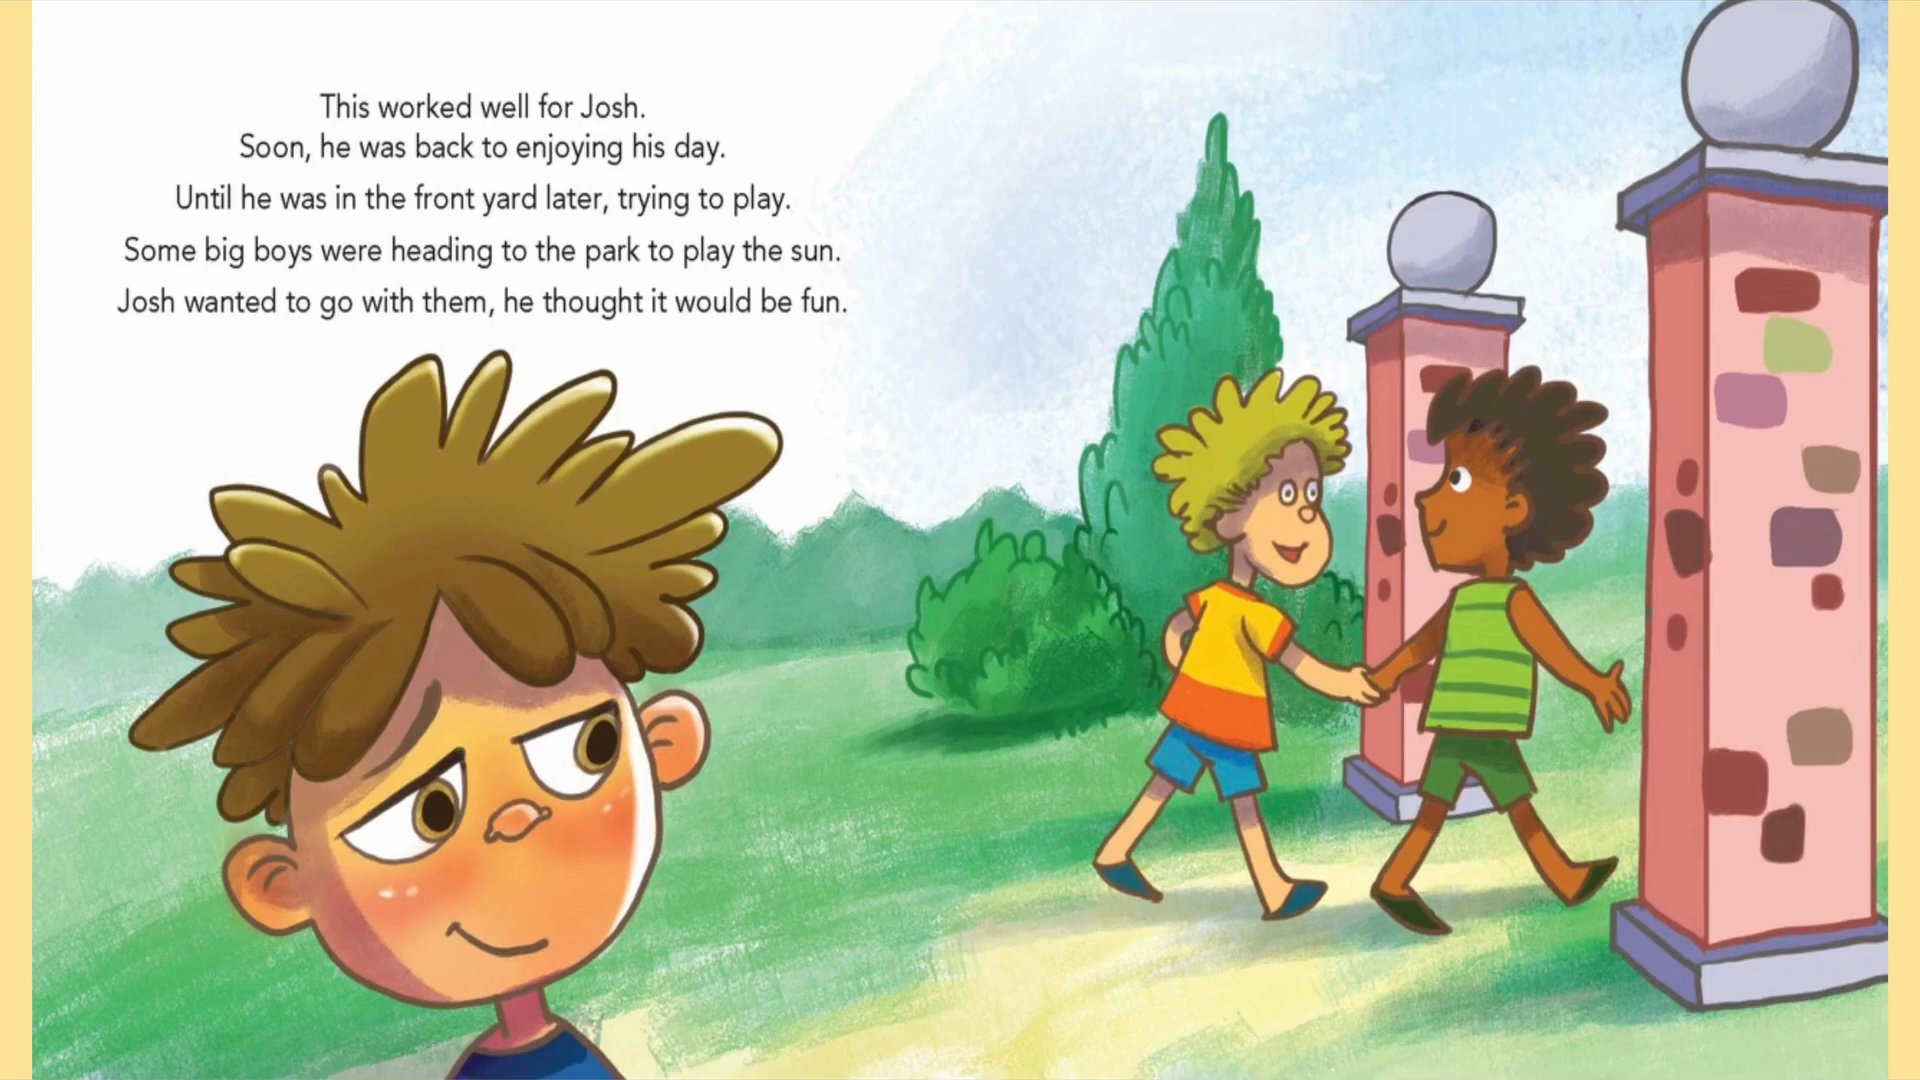 This worked well for Josh.
Soon, he was back to enjoying his day.
Until he was in the front yard later, trying to play.
Some big boys were heading to the park to play the sun.
Josh wanted to go with them, he thought it would be fun.